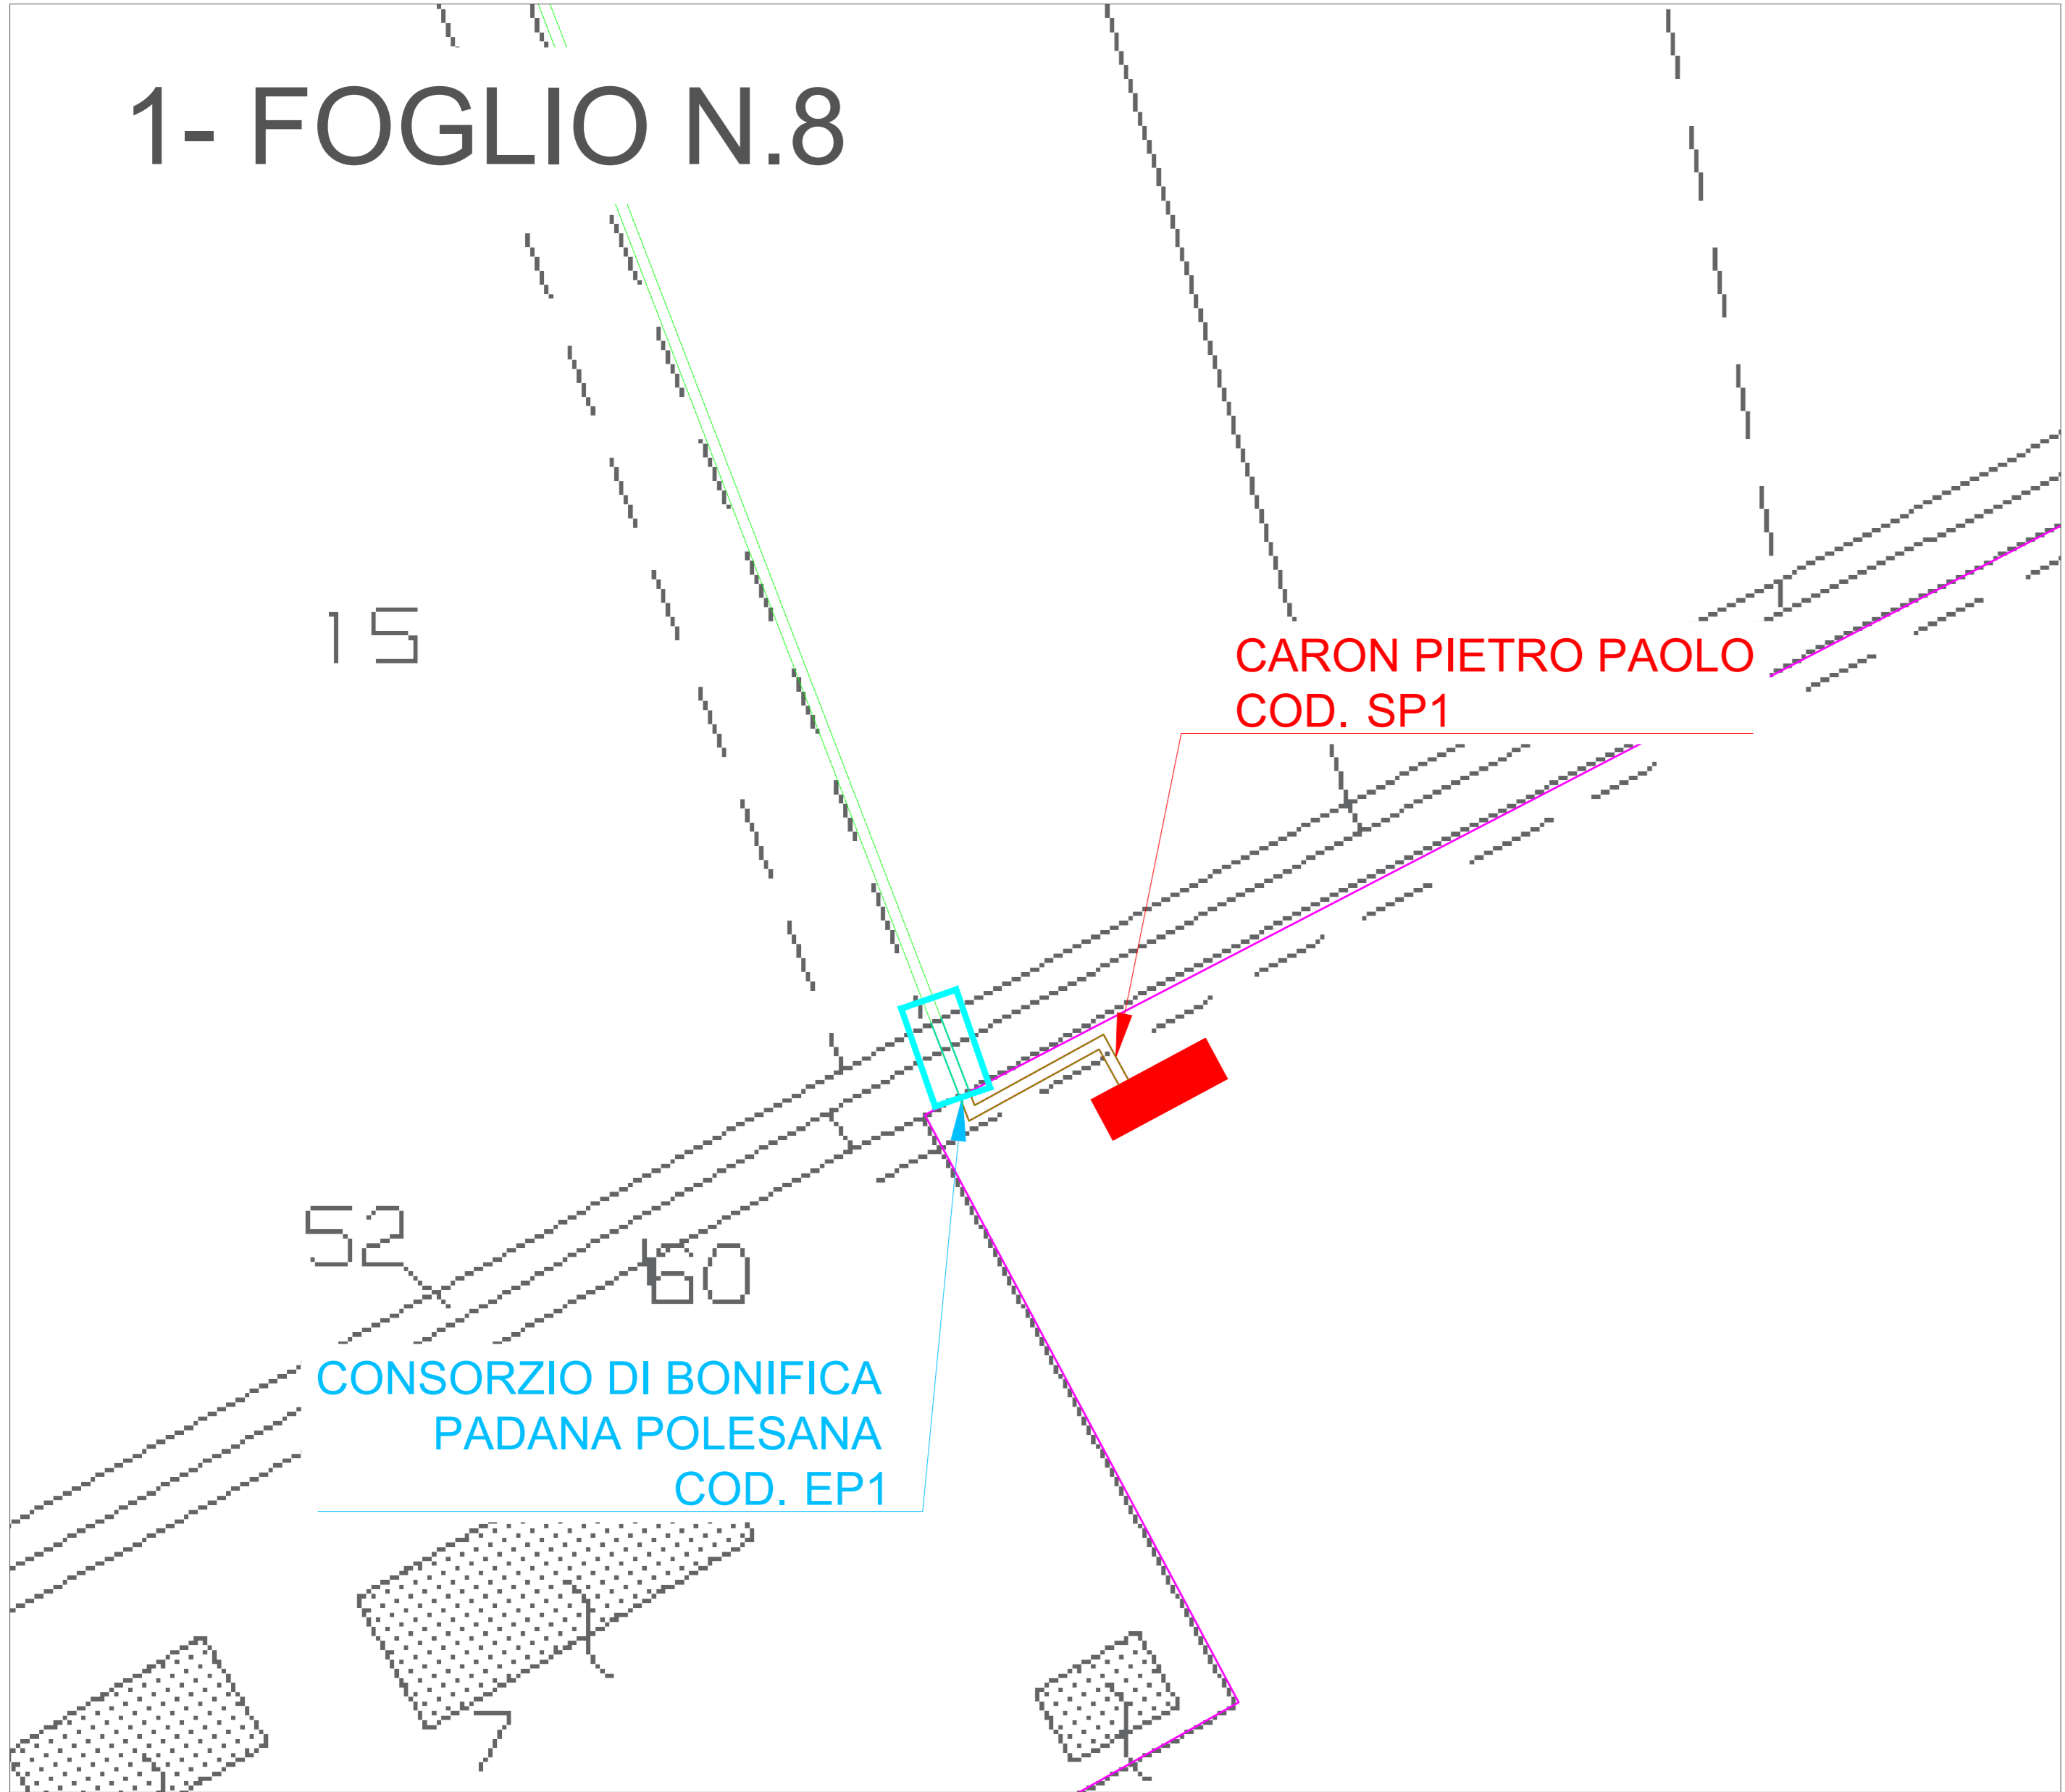 1- FOGLIO N.8
15
CARON PIETRO PAOLO
COD. SP1
52
60
CONSORZIO DI BONIFICA
PADANA POLESANA
COD. EP1
7